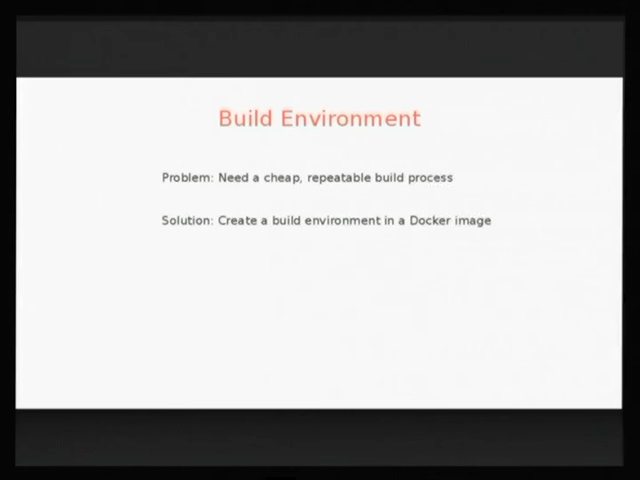 Build Environment
Problem: Need a cheap, repeatable build process
Solution: Create a build environment in a Docker image